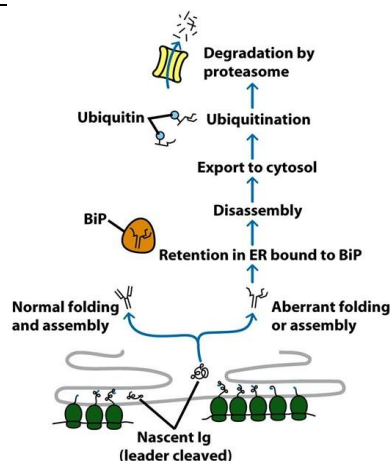 Degradation by
proteasome
Ubiquitin
Ubiquitination
Export to cytosol
Disassembly
BiP
Retention in ER bound to BiP
Normal folding
and assembly
Aberrant folding
or assembly
Nascent Ig
(leader cleaved)